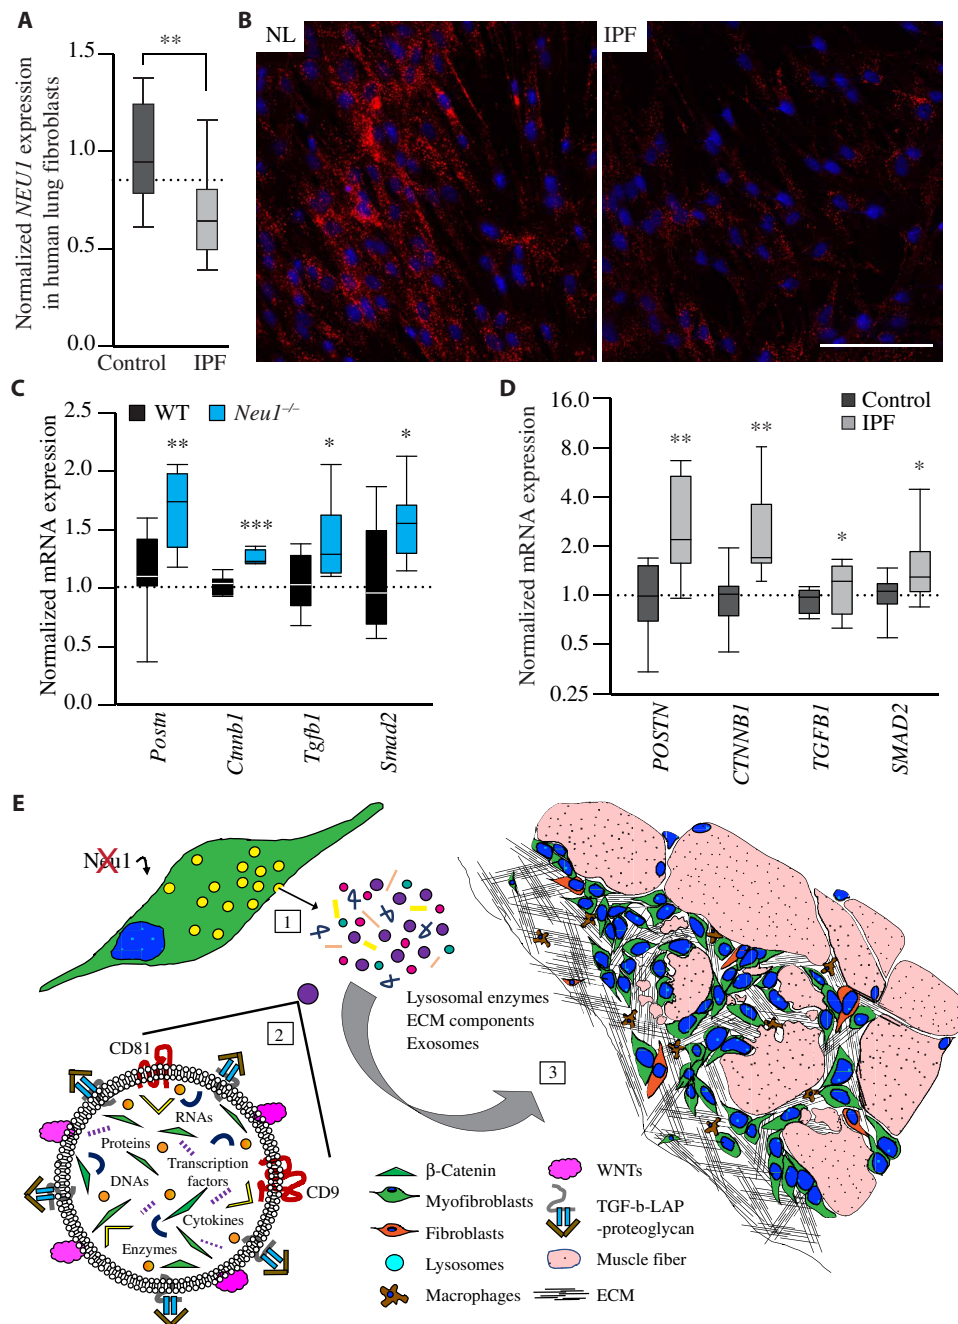 A
Normalized NEU1 expression
in human lung fibroblasts
1.5
1.0
0.5
0.0
**
Control
IPF
B
NL
IPF
C
Normalized mRNA expression
2.5
2.0
1.5
1.0
0.5
0.0
WT
Neu1–/–
**
***
*
*
Postn
Ctnnb1
Tgfb1
Smad2
D
Normalized mRNA expression
16.0
8.0
4.0
2.0
1.0
0.5
0.25
Control
IPF
**
**
*
*
POSTN
CTNNB1
TGFB1
SMAD2
E
Neu1
1
Lysosomal enzymes
ECM components
Exosomes
2
3
CD81
RNAs
Proteins
Transcription
factors
DNAs
Cytokines
Enzymes
CD9
β-Catenin
Myofibroblasts
Fibroblasts
Lysosomes
Macrophages
WNTs
TGF-b-LAP
-proteoglycan
Muscle fiber
ECM